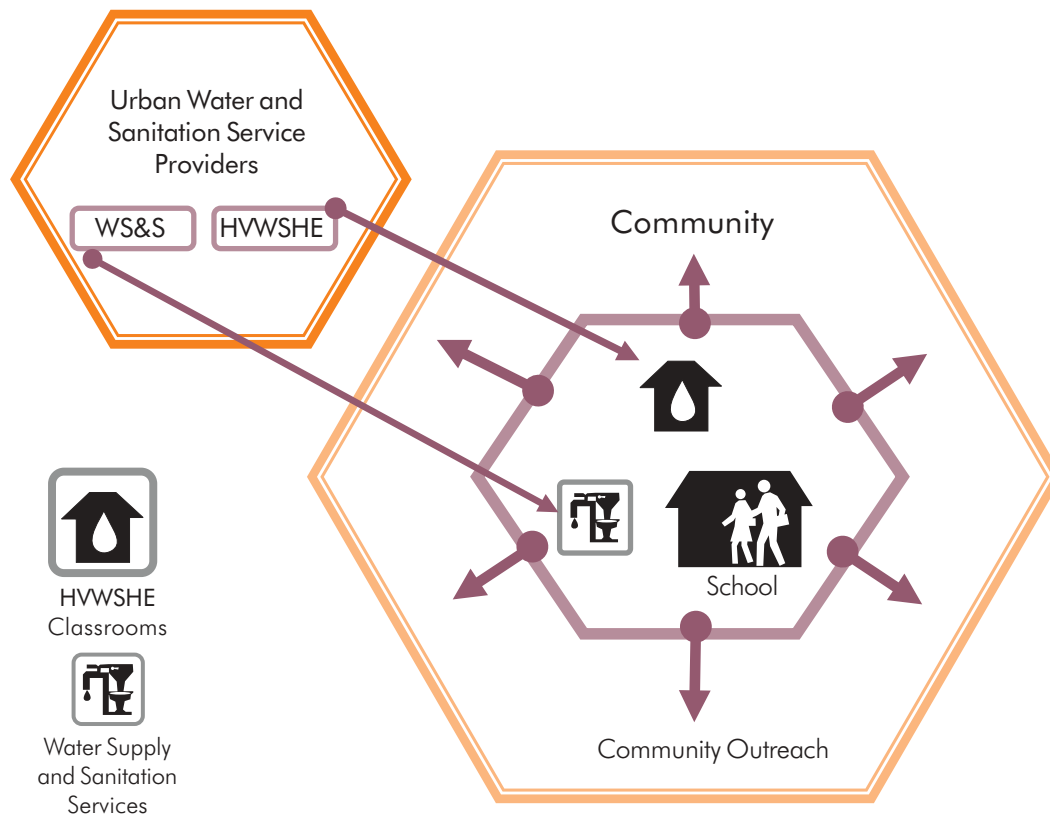 Urban Water and
Sanitation Service
Providers
WS&S
HVWSHE
Community
School
Community Outreach
HVWSHE
Classrooms
Water Supply
and Sanitation
Services